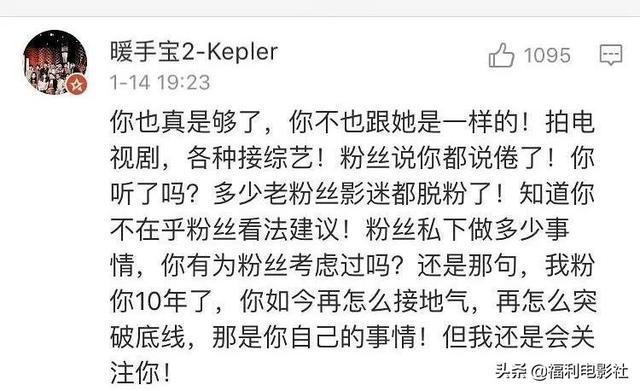 暖手宝2-Kepler
1095
1-14 19:23
你也真是够了，你不也跟她是一样的！拍电
视剧，各种接综艺！粉丝说你都说倦了！你
听了吗？多少老粉丝影迷都脱粉了！知道你
不在乎粉丝看法建议！粉丝私下做多少事
情，你有为粉丝考虑过吗？还是那句，我粉
你10年了，你如今再怎么接地气，再怎么突
破底线，那是你自己的事情！但我还是会关
注你！
头条 @福利电影社